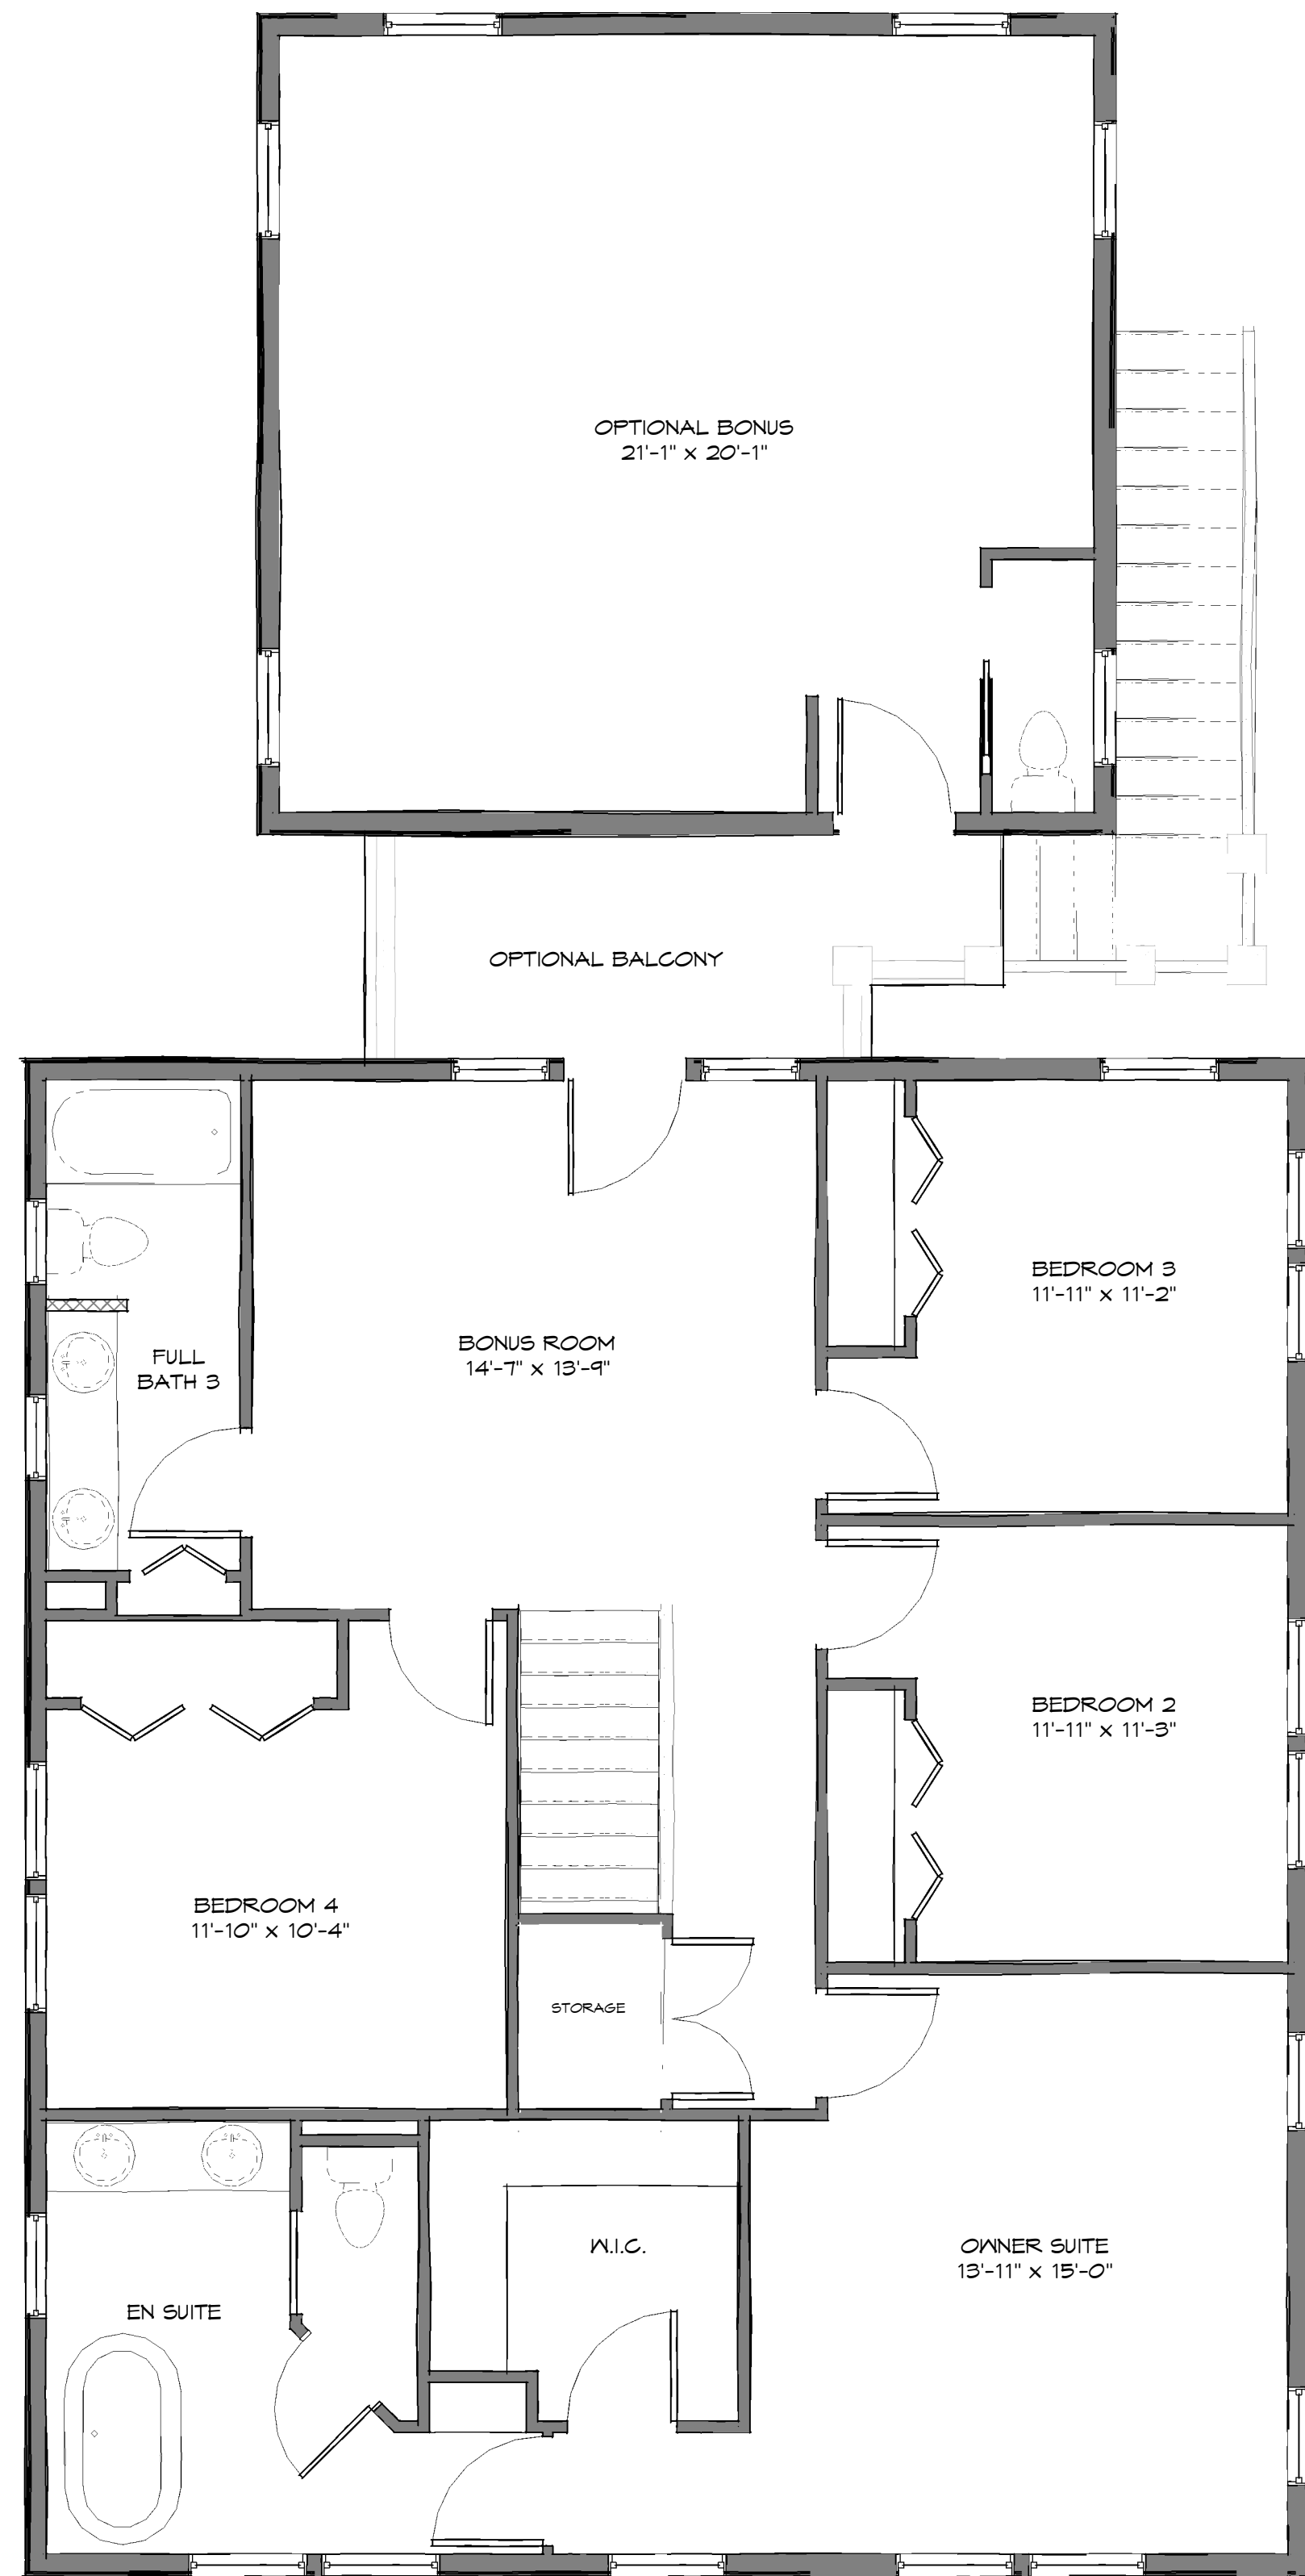 OPTIONAL BONUS
21'-1" x 20'-1"
OPTIONAL BALCONY
BEDROOM 3
11'-11" x 11'-2"
BONUS ROOM
14'-7" x 13'-9"
FULL
BATH 3
BEDROOM 2
11'-11" x 11'-3"
BEDROOM 4
11'-10" x 10'-4"
STORAGE
W.I.C.
OWNER SUITE
13'-11" x 15'-0"
EN SUITE